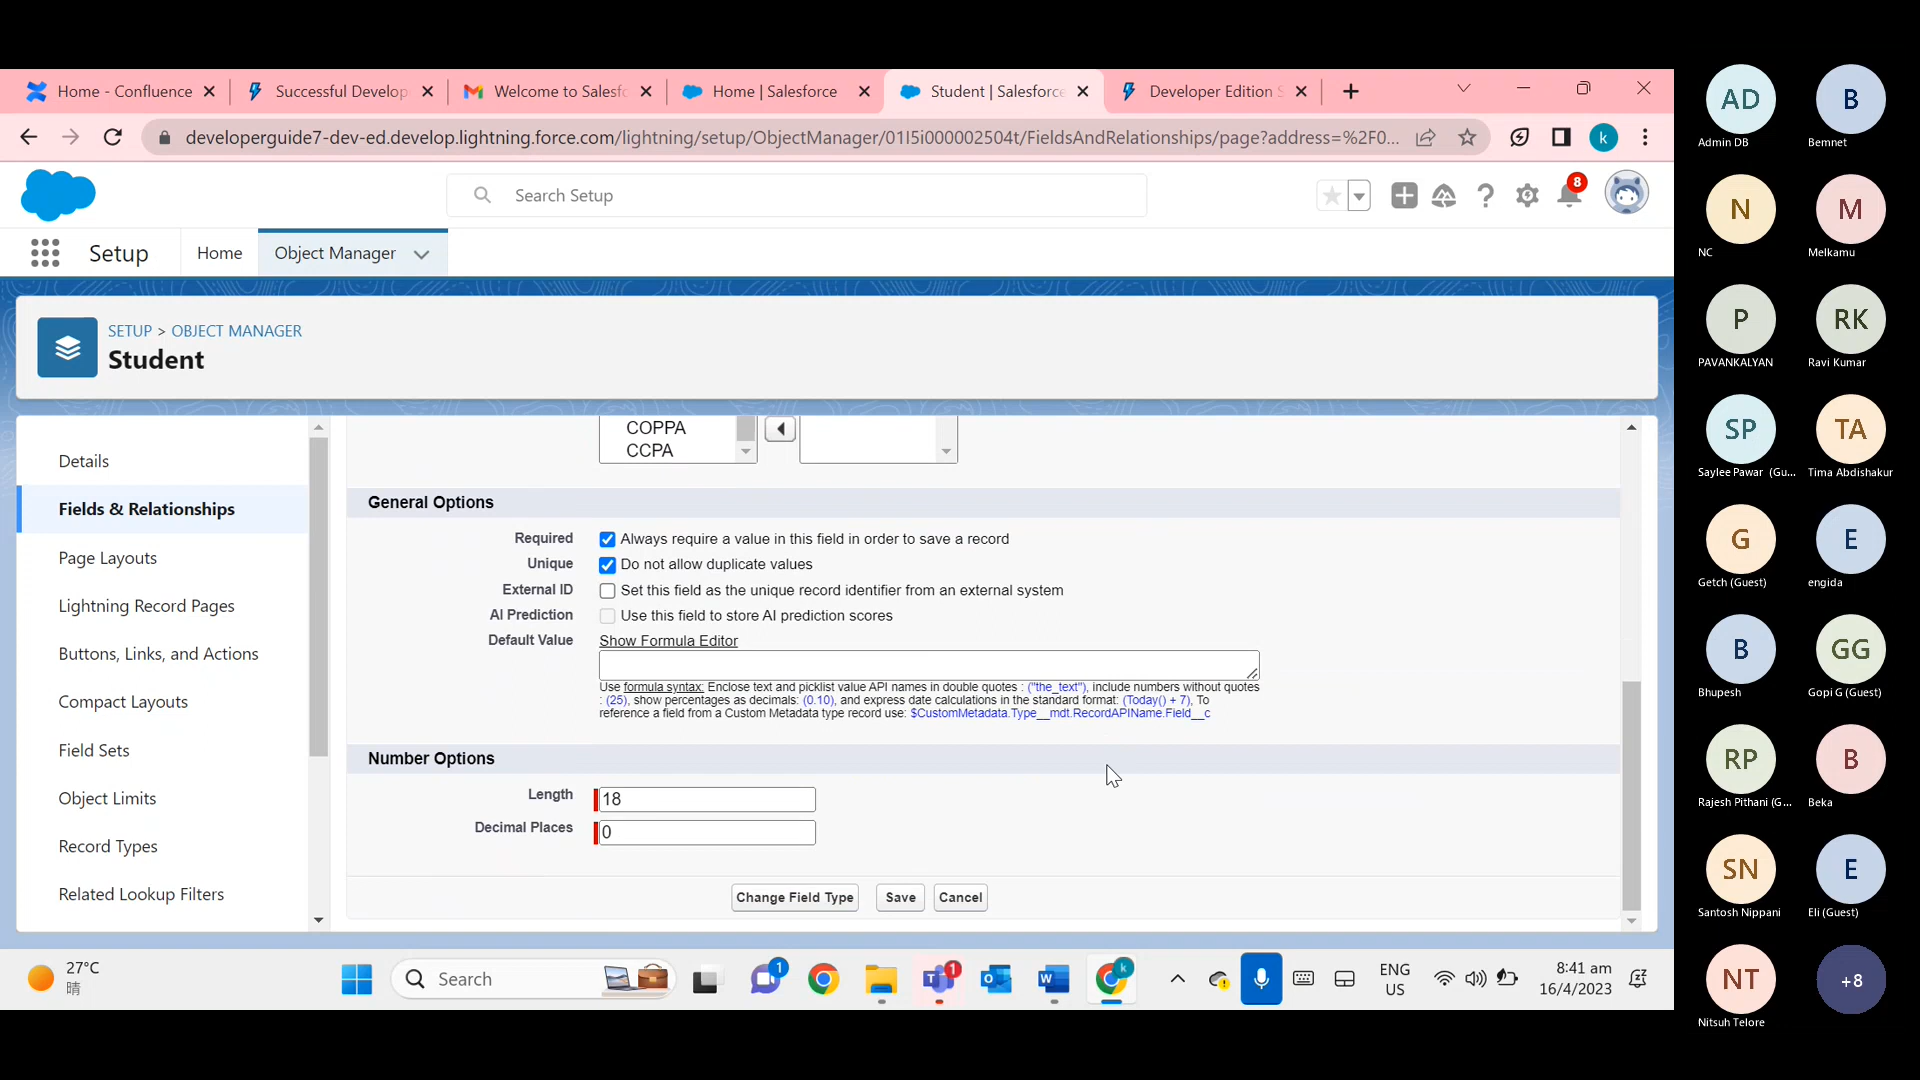 Home - Confluence
Successful Develop
Welcome to Salesfo
Home | Salesforce
Student | Salesforce
Developer Edition S
developerguide7-dev-ed.develop.lightning.force.com/lightning/setup/ObjectManager/01I5i000002504t/FieldsAndRelationships/page?address=%2F0...
k
Search Setup
8
Setup
Home
Object Manager
SETUP > OBJECT MANAGER
Student
Details
Fields & Relationships
Page Layouts
Lightning Record Pages
Buttons, Links, and Actions
Compact Layouts
Field Sets
Object Limits
Record Types
Related Lookup Filters
COPPA
CCPA
General Options
Required Always require a value in this field in order to save a record
Unique Do not allow duplicate values
External ID Set this field as the unique record identifier from an external system
AI Prediction Use this field to store AI prediction scores
Default Value Show Formula Editor
Use formula syntax: Enclose text and picklist value API names in double quotes : ("the_text"), include numbers without quotes
: (25), show percentages as decimals: (0.10), and express date calculations in the standard format: (Today() + 7), To
reference a field from a Custom Metadata type record use: $CustomMetadata.Type__mdt.RecordAPIName.Field__c
Number Options
Length 18
Decimal Places 0
Change Field Type Save Cancel
27°C
晴
Search
1
1
k
ENG
US
8:41 am
16/4/2023
AD
Admin DB
B
Bemnet
N
NC
M
Melkamu
P
PAVANKALYAN
RK
Ravi Kumar
SP
Saylee Pawar (Gu...
TA
Tima Abdishakur
G
Getch (Guest)
E
engida
B
Bhupesh
GG
Gopi G (Guest)
RP
Rajesh Pithani (G...
B
Beka
SN
Santosh Nippani
E
Eli (Guest)
NT
Nitsuh Telore
+8